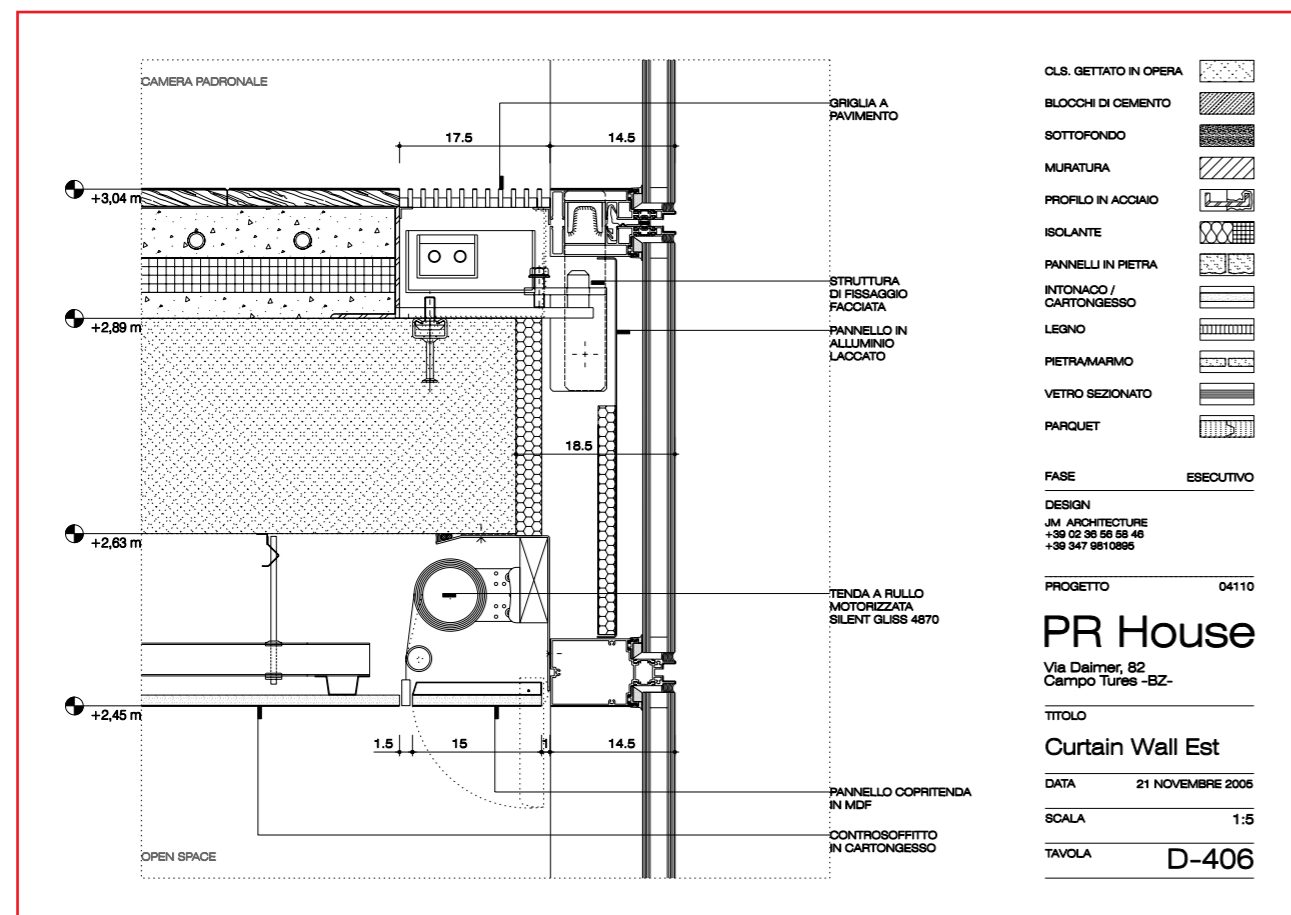 CAMERA PADRONALE
GRIGLIA A
PAVIMENTO
17.5
14.5
+3,04 m
STRUTTURA
DI FISSAGGIO
FACCIATA
+2,89 m
PANNELLO IN
ALLUMINIO
LACCATO
18.5
+2,63 m
TENDA A RULLO
MOTORIZZATA
SILENT GLISS 4870
+2,45 m
1.5
15
1
14.5
PANNELLO COPRITENDA
IN MDF
CONTROSOFFITTO
IN CARTONGESSO
OPEN SPACE
CLS. GETTATO IN OPERA
BLOCCHI DI CEMENTO
SOTTOFONDO
MURATURA
PROFILO IN ACCIAIO
ISOLANTE
PANNELLI IN PIETRA
INTONACO /
CARTONGESSO
LEGNO
PIETRA/MARMO
VETRO SEZIONATO
PARQUET
FASE ESECUTIVO
DESIGN
JM ARCHITECTURE
+39 02 36 56 58 46
+39 347 9810895
PROGETTO 04110
PR House
Via Daimer, 82
Campo Tures -BZ-
TITOLO
Curtain Wall Est
DATA 21 NOVEMBRE 2005
SCALA 1:5
TAVOLA D-406